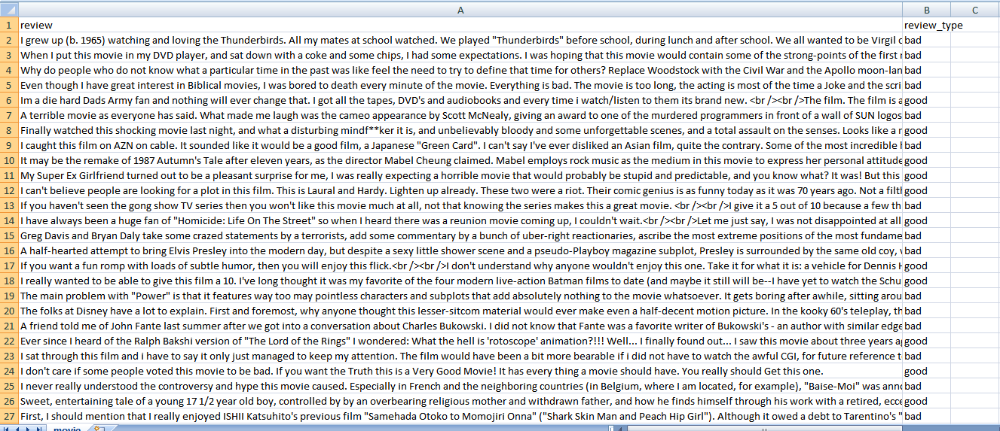 A B C
1 review review_type
2 I grew up (b. 1965) watching and loving the Thunderbirds. All my mates at school watched. We played "Thunderbirds" before school, during lunch and after school. We all wanted to be Virgil bad
3 When I put this movie in my DVD player, and sat down with a coke and some chips, I had some expectations. I was hoping that this movie would contain some of the strong-points of the first bad
4 Why do people who do not know what a particular time in the past was like feel the need to try to define that time for others? Replace Woodstock with the Civil War and the Apollo moon-lan bad
5 Even though I have great interest in Biblical movies, I was bored to death every minute of the movie. Everything is bad. The movie is too long, the acting is most of the time a Joke and the scri bad
6 Im a die hard Dads Army fan and nothing will ever change that. I got all the tapes, DVD's and audiobooks and every time i watch/listen to them its brand new. <br /><br />The film. The film is a good
7 A terrible movie as everyone has said. What made me laugh was the cameo appearance by Scott McNealy, giving an award to one of the murdered programmers in front of a wall of SUN logos bad
8 Finally watched this shocking movie last night, and what a disturbing mindf**ker it is, and unbelievably bloody and some unforgettable scenes, and a total assault on the senses. Looks like a good
9 I caught this film on AZN on cable. It sounded like it would be a good film, a Japanese "Green Card". I can't say I've ever disliked an Asian film, quite the contrary. Some of the most incredible bad
10 It may be the remake of 1987 Autumn's Tale after eleven years, as the director Mabel Cheung claimed. Mabel employs rock music as the medium in this movie to express her personal attitude good
11 My Super Ex Girlfriend turned out to be a pleasant surprise for me, I was really expecting a horrible movie that would probably be stupid and predictable, and you know what? It was! But this good
12 I can't believe people are looking for a plot in this film. This is Laural and Hardy. Lighten up already. These two were a riot. Their comic genius is as funny today as it was 70 years ago. Not a filt good
13 If you haven't seen the gong show TV series then you won't like this movie much at all, not that knowing the series makes this a great movie. <br /><br />I give it a 5 out of 10 because a few th bad
14 I have always been a huge fan of "Homicide: Life On The Street" so when I heard there was a reunion movie coming up, I couldn't wait.<br /><br />Let me just say, I was not disappointed at all good
15 Greg Davis and Bryan Daly take some crazed statements by a terrorists, add some commentary by a bunch of uber-right reactionaries, ascribe the most extreme positions of the most fundame bad
16 A half-hearted attempt to bring Elvis Presley into the modern day, but despite a sexy little shower scene and a pseudo-Playboy magazine subplot, Presley is surrounded by the same old coy, bad
17 If you want a fun romp with loads of subtle humor, then you will enjoy this flick.<br /><br />I don't understand why anyone wouldn't enjoy this one. Take it for what it is: a vehicle for Dennis good
18 I really wanted to be able to give this film a 10. I've long thought it was my favorite of the four modern live-action Batman films to date (and maybe it still will be--I have yet to watch the Schu good
19 The main problem with "Power" is that it features way too may pointless characters and subplots that add absolutely nothing to the movie whatsoever. It gets boring after awhile, sitting arou bad
20 The folks at Disney have a lot to explain. First and foremost, why anyone thought this lesser-sitcom material would ever make even a half-decent motion picture. In the kooky 60's teleplay, th bad
21 A friend told me of John Fante last summer after we got into a conversation about Charles Bukowski. I did not know that Fante was a favorite writer of Bukowski's - an author with similar edge bad
22 Ever since I heard of the Ralph Bakshi version of "The Lord of the Rings" I wondered: What the hell is 'rotoscope' animation?!!! Well... I finally found out... I saw this movie about three years a good
23 I sat through this film and i have to say it only just managed to keep my attention. The film would have been a bit more bearable if i did not have to watch the awful CGI, for future reference t bad
24 I don't care if some people voted this movie to be bad. If you want the Truth this is a Very Good Movie! It has every thing a movie should have. You really should Get this one. good
25 I never really understood the controversy and hype this movie caused. Especially in French and the neighboring countries (in Belgium, where I am located, for example), "Baise-Moi" was anno bad
26 Sweet, entertaining tale of a young 17 1/2 year old boy, controlled by by an overbearing religious mother and withdrawn father, and how he finds himself through his work with a retired, ecce good
27 First, I should mention that I really enjoyed ISHII Katsuhito's previous film "Samehada Otoko to Momojiri Onna" ("Shark Skin Man and Peach Hip Girl"). Although it owed a debt to Tarentino's " bad
movie